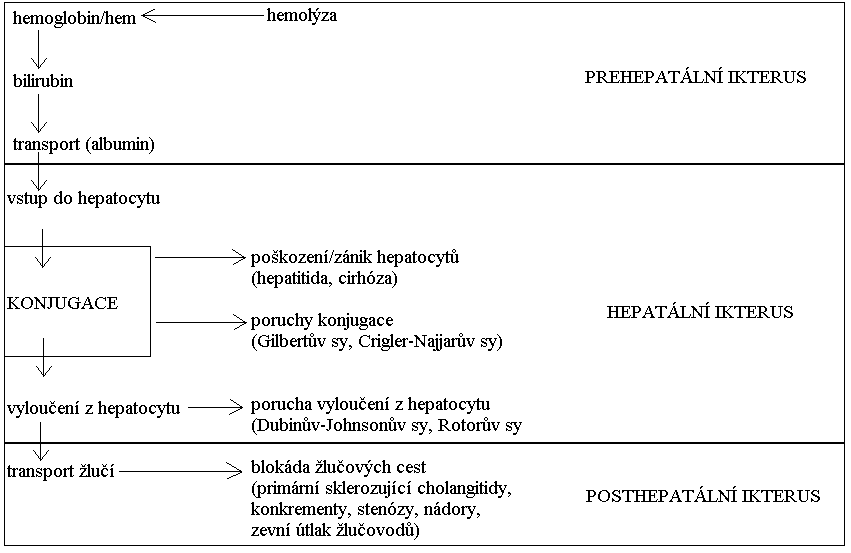 hemoglobin/hem
hemolýza
bilirubin
PREHEPATÁLNÍ IKTERUS
transport (albumin)
vstup do hepatocytu
poškození/zánik hepatocytů
(hepatitida, cirhóza)
KONJUGACE
HEPATÁLNÍ IKTERUS
poruchy konjugace
(Gilbertův sy, Crigler-Najjarův sy)
vyloučení z hepatocytu
porucha vyloučení z hepatocytu
(Dubinův-Johnsonův sy, Rotorův sy
transport žlučí
blokáda žlučových cest
(primární sklerozující cholangitidy,
konkrementy, stenózy, nádory,
zevní útlak žlučovodů)
POSTHEPATÁLNÍ IKTERUS